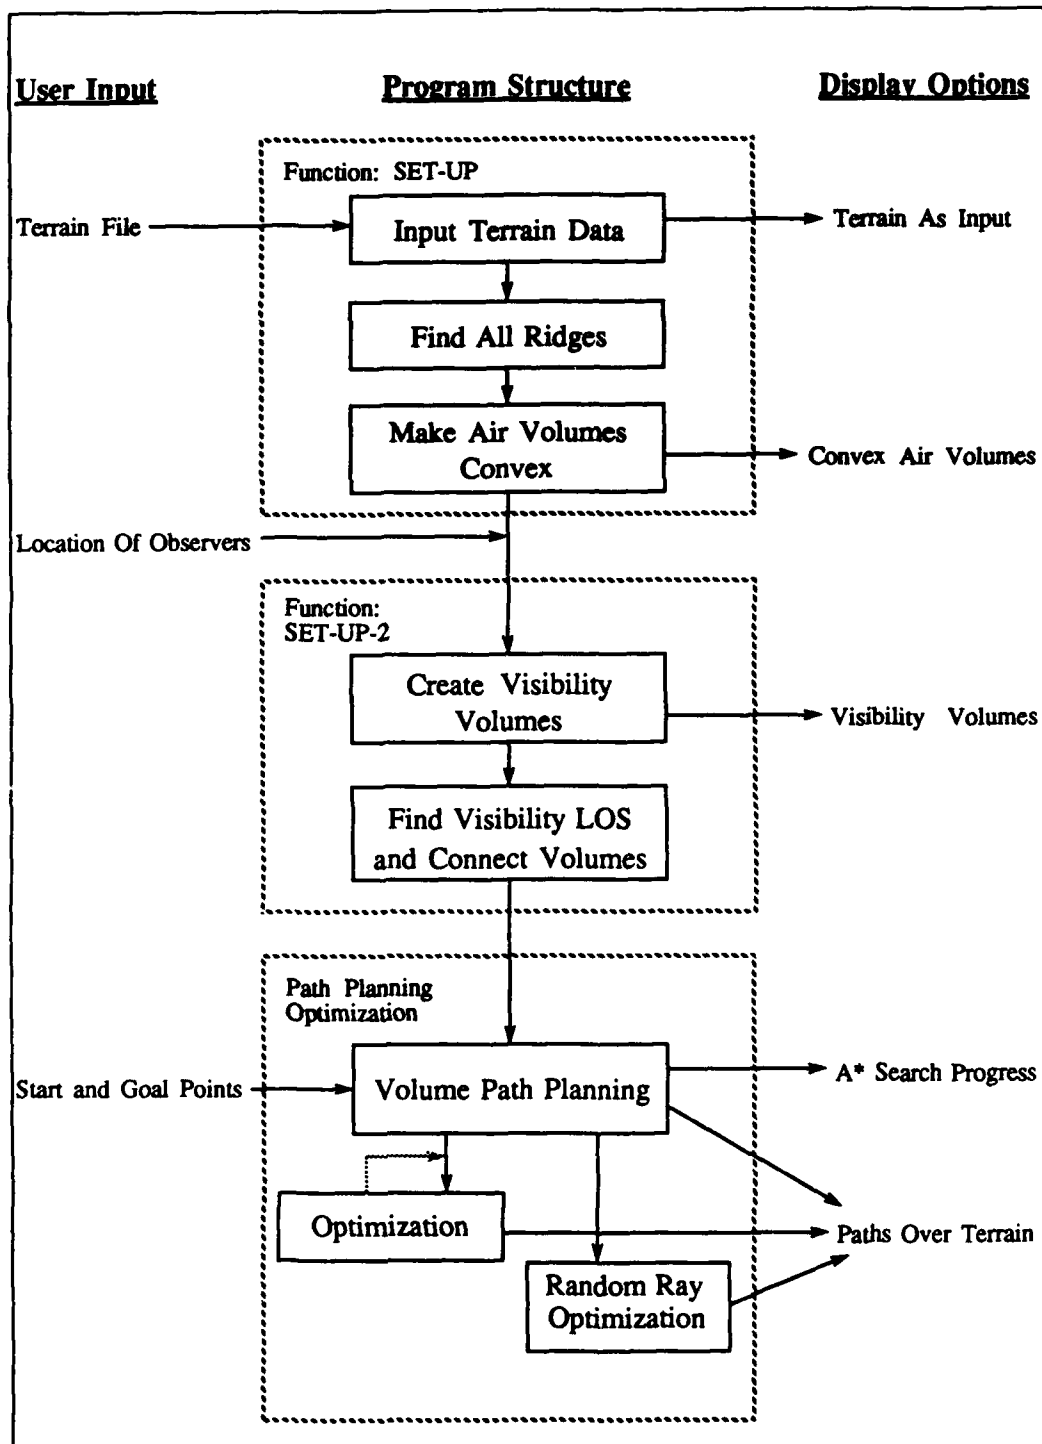 User Input
Program Structure
Display Options
Function: SET-UP
Terrain File
Input Terrain Data
Terrain As Input
Find All Ridges
Make Air Volumes
Convex
Convex Air Volumes
Location Of Observers
Function:
SET-UP-2
Create Visibility
Volumes
Visibility Volumes
Find Visibility LOS
and Connect Volumes
Path Planning
Optimization
Start and Goal Points
Volume Path Planning
A* Search Progress
Optimization
Paths Over Terrain
Random Ray
Optimization